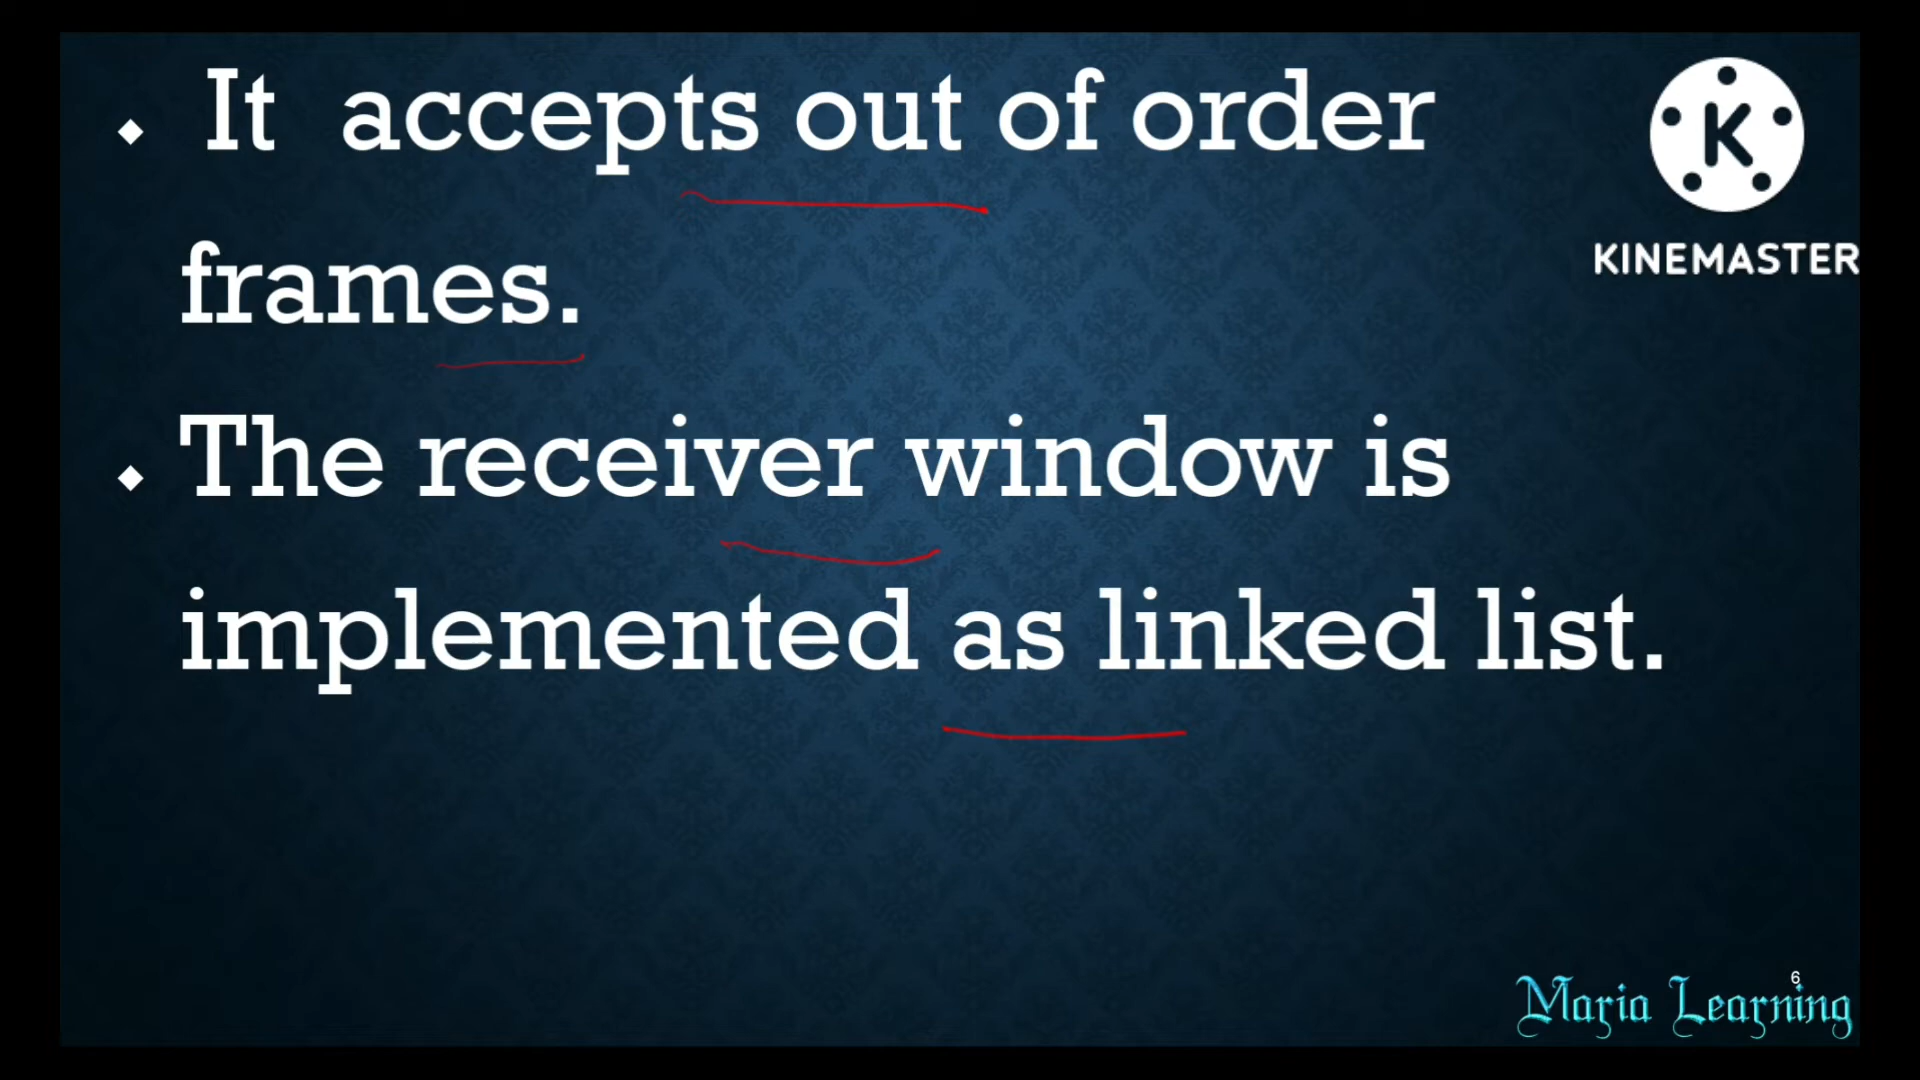 It accepts out of order
frames.
The receiver window is
implemented as linked list.
K
KINEMASTER
6
Maria Learning